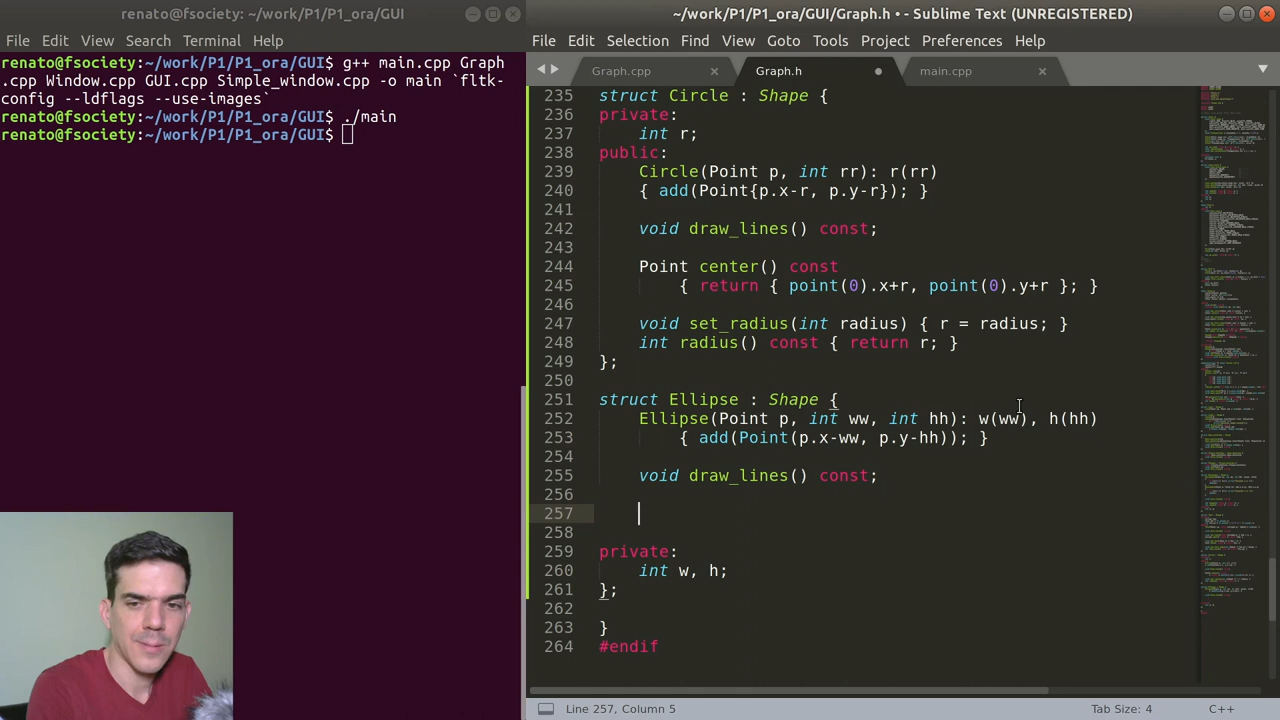 renato@fsociety: ~/work/P1/P1_ora/GUI
File Edit View Search Terminal Help
renato@fsociety:~/work/P1/P1_ora/GUI$ g++ main.cpp Graph
.cpp Window.cpp GUI.cpp Simple_window.cpp -o main `fltk-
config --ldflags --use-images`
renato@fsociety:~/work/P1/P1_ora/GUI$ ./main
renato@fsociety:~/work/P1/P1_ora/GUI$
~/work/P1/P1_ora/GUI/Graph.h • - Sublime Text (UNREGISTERED)
File Edit Selection Find View Goto Tools Project Preferences Help
Graph.cpp Graph.h main.cpp
235 struct Circle : Shape {
236 private:
237 int r;
238 public:
239 Circle(Point p, int rr): r(rr)
240 { add(Point{p.x-r, p.y-r}); }
241
242 void draw_lines() const;
243
244 Point center() const
245 { return { point(0).x+r, point(0).y+r }; }
246
247 void set_radius(int radius) { r = radius; }
248 int radius() const { return r; }
249 };
250
251 struct Ellipse : Shape {
252 Ellipse(Point p, int ww, int hh): w(ww), h(hh)
253 { add(Point(p.x-ww, p.y-hh)); }
254
255 void draw_lines() const;
256
257
258
259 private:
260 int w, h;
261 };
262
263 }
264 #endif
Line 257, Column 5
Tab Size: 4
C++